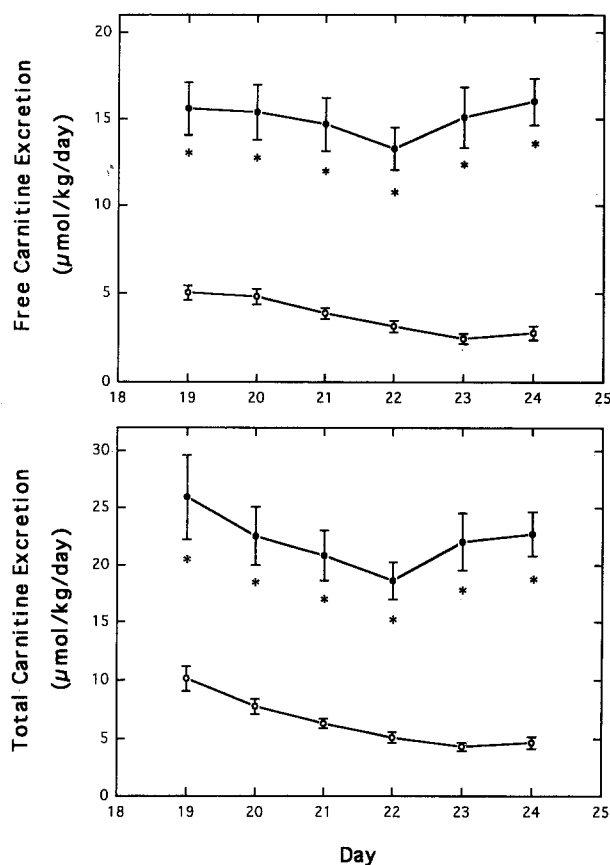 Free Carnitine Excretion
(μmol/kg/day)
20
15
10
5
0
* * * * * *
18 19 20 21 22 23 24 25
Total Carnitine Excretion
(μmol/kg/day)
30
25
20
15
10
5
0
* * * * * *
18 19 20 21 22 23 24 25
Day